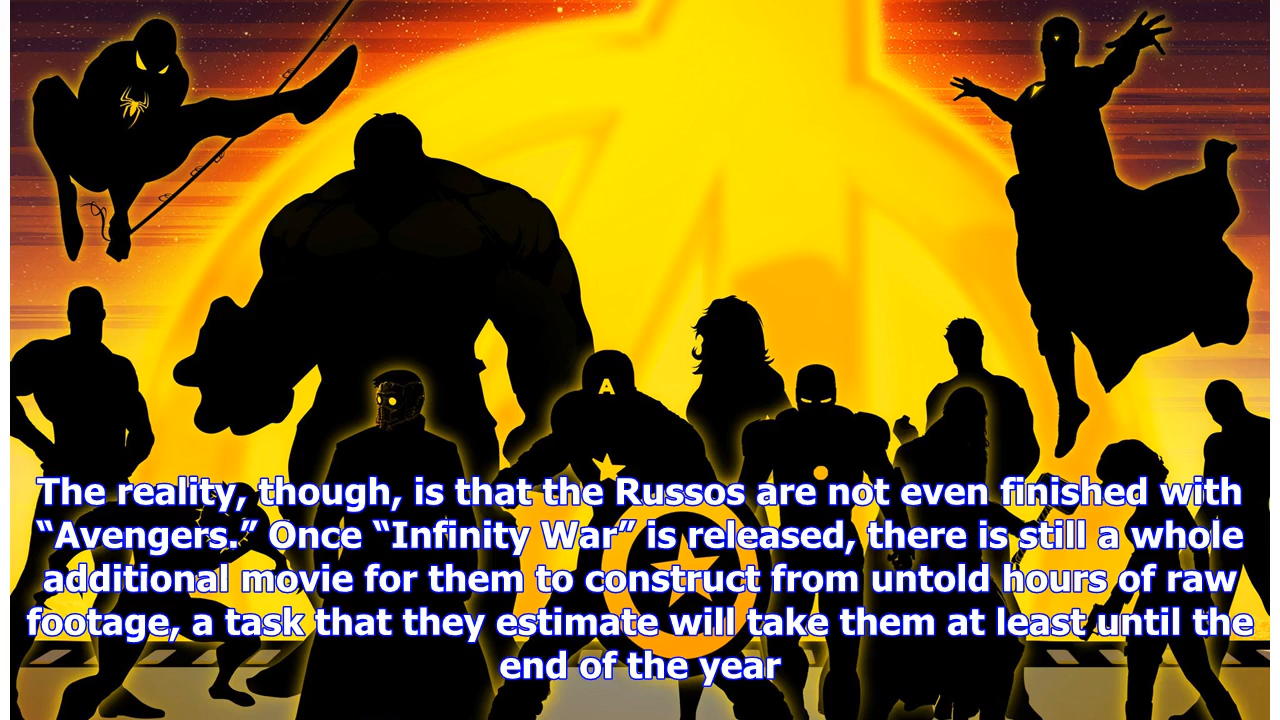 A
The reality, though, is that the Russos are not even finished with
“Avengers.” Once “Infinity War” is released, there is still a whole
additional movie for them to construct from untold hours of raw
footage, a task that they estimate will take them at least until the
end of the year